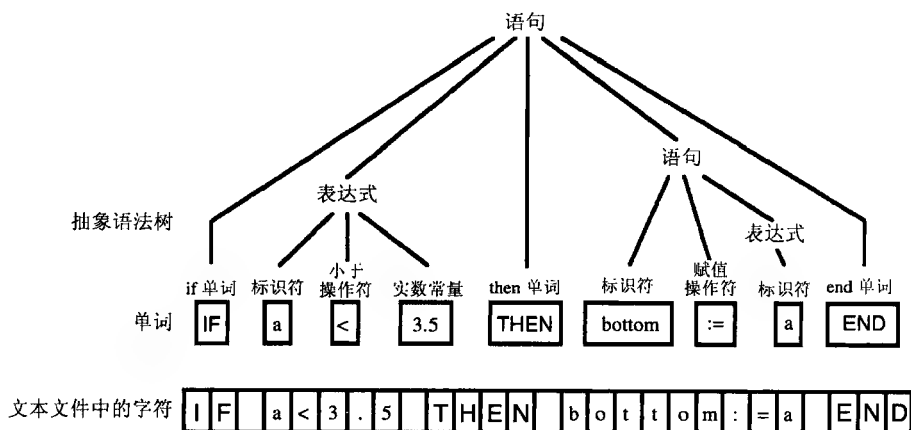 语句
语句
表达式
抽象语法树
表达式
if 单词 标识符 小于操作符 实数常量 then 单词 标识符 赋值操作符 标识符 end 单词
单词 IF a < 3.5 THEN bottom := a END
文本文件中的字符 I F a < 3 . 5 T H E N b o t t o m : = a E N D